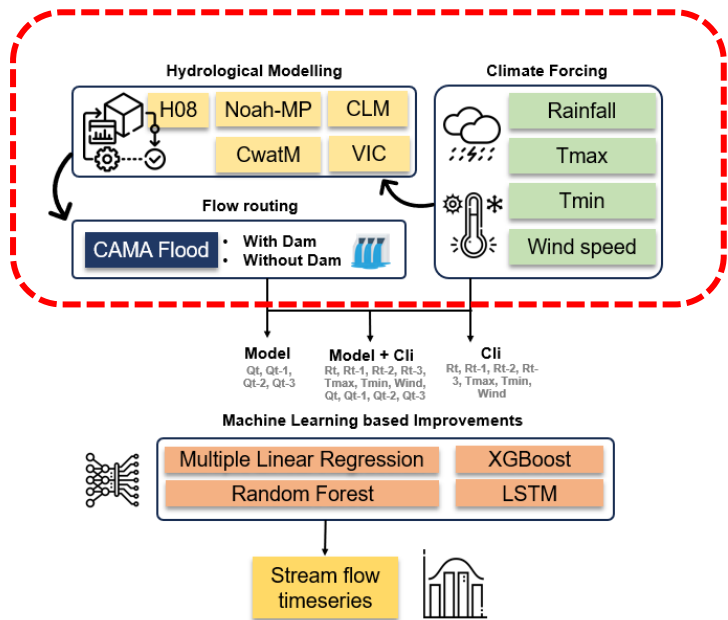 Hydrological Modelling
Climate Forcing
H08
Noah-MP
CLM
CwatM
VIC
Rainfall
Tmax
Tmin
Wind speed
Flow routing
CAMA Flood
• With Dam
• Without Dam
Model
Qt, Qt-1,
Qt-2, Qt-3
Model + Cli
Rt, Rt-1, Rt-2, Rt-3,
Tmax, Tmin, Wind,
Qt, Qt-1, Qt-2, Qt-3
Cli
Rt, Rt-1, Rt-2, Rt-
3, Tmax, Tmin,
Wind
Machine Learning based Improvements
Multiple Linear Regression
XGBoost
Random Forest
LSTM
Stream flow
timeseries